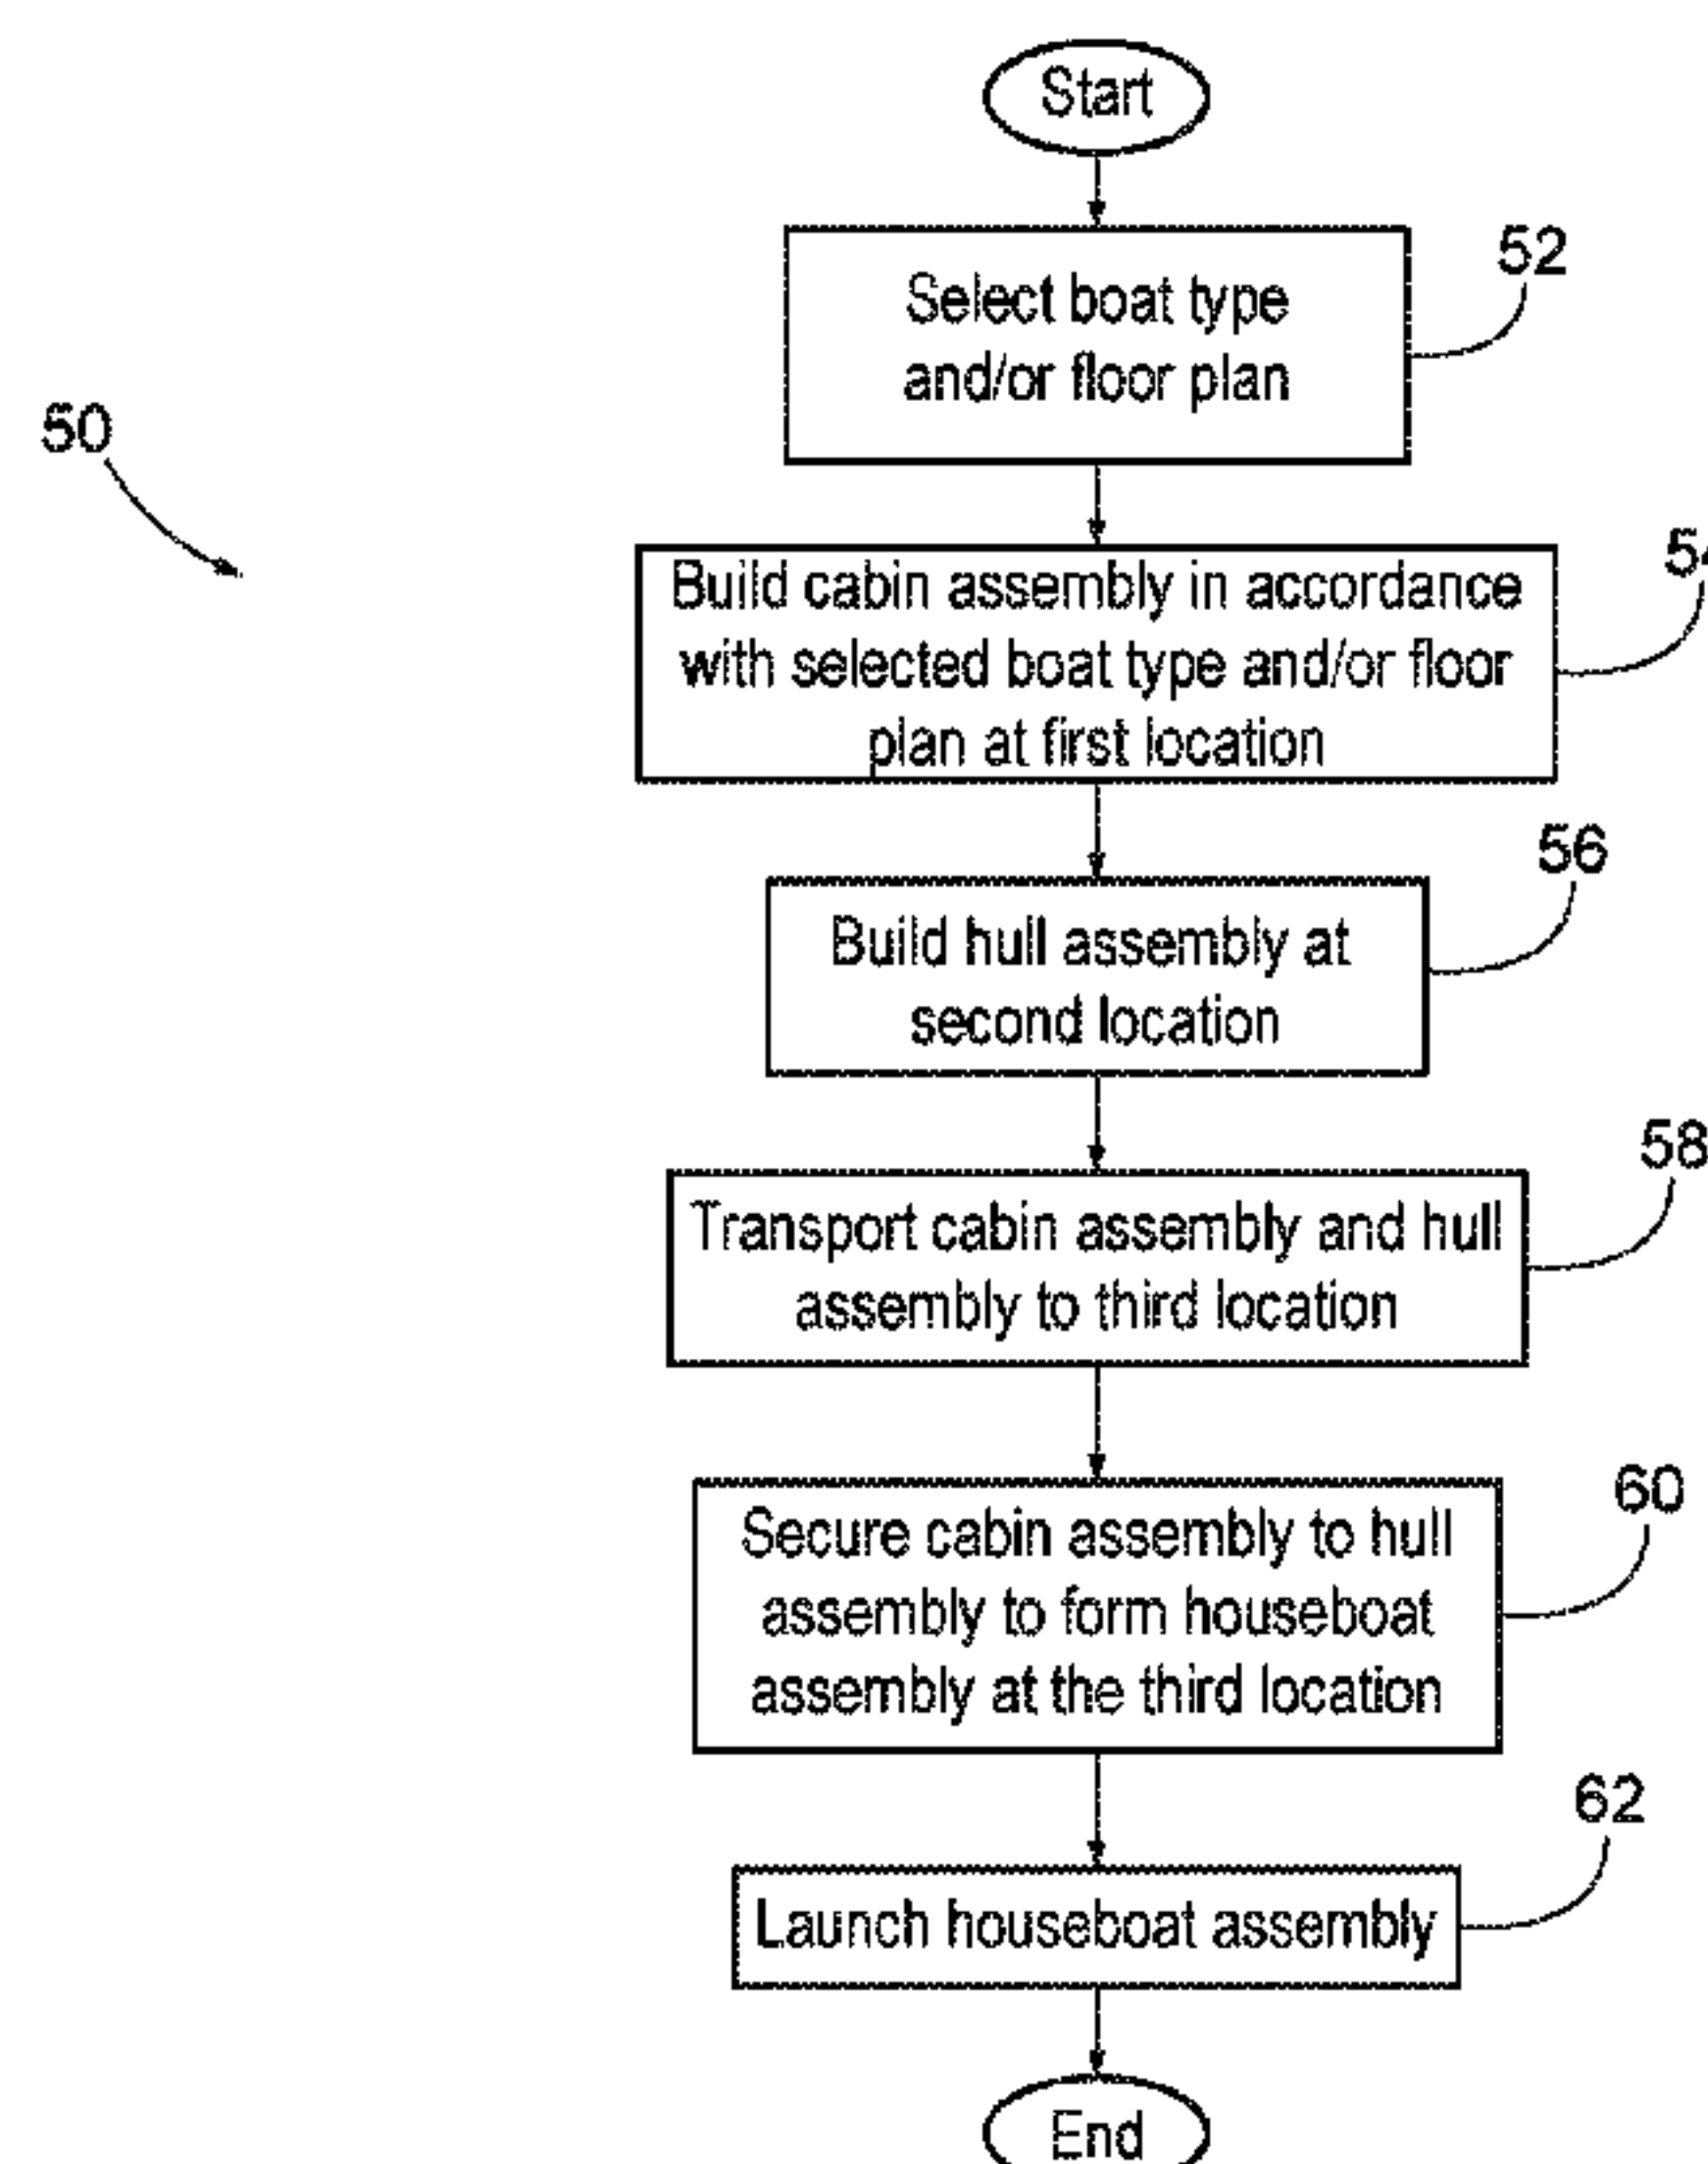 Start
52
Select boat type
and/or floor plan
50
54
Build cabin assembly in accordance
with selected boat type and/or floor
plan at first location
56
Build hull assembly at
second location
58
Transport cabin assembly and hull
assembly to third location
60
Secure cabin assembly to hull
assembly to form houseboat
assembly at the third location
62
Launch houseboat assembly
End